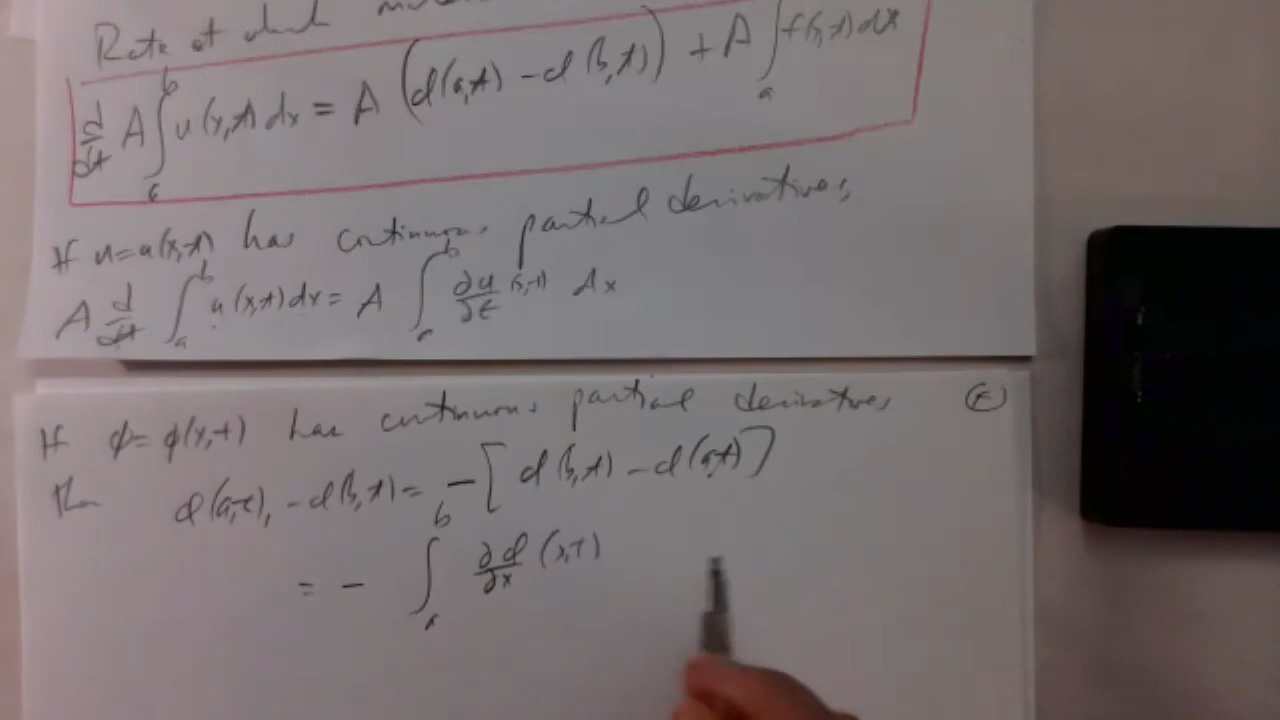 Rate at which
d/dt A ∫_a^b u(x,t) dx = A (ϕ(a,t) - ϕ(b,t)) + A ∫_a f(x,t) dx
If u=u(x,t) has continuous partial derivatives,
A d/dt ∫_a^b u(x,t) dx = A ∫_a^b ∂u/∂t (x,t) dx
If ϕ = ϕ(x,t) has continuous partial derivatives
then ϕ(a,t) - ϕ(b,t) = -[ϕ(b,t) - ϕ(a,t)]
= - ∫_a^b ∂ϕ/∂x (x,t)